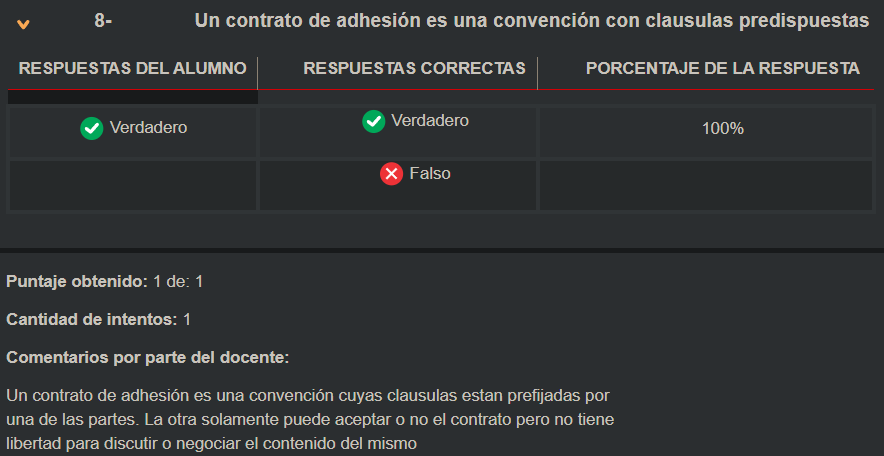 8- Un contrato de adhesión es una convención con clausulas predispuestas
RESPUESTAS DEL ALUMNO RESPUESTAS CORRECTAS PORCENTAJE DE LA RESPUESTA
Verdadero Verdadero 100%
Falso
Puntaje obtenido: 1 de: 1
Cantidad de intentos: 1
Comentarios por parte del docente:
Un contrato de adhesión es una convención cuyas clausulas estan prefijadas por
una de las partes. La otra solamente puede aceptar o no el contrato pero no tiene
libertad para discutir o negociar el contenido del mismo